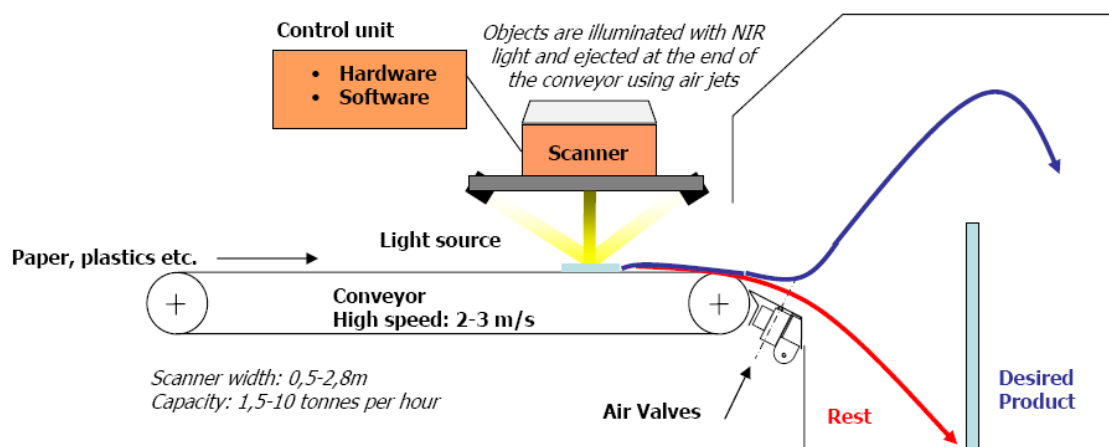 Control unit
• Hardware
• Software
Objects are illuminated with NIR
light and ejected at the end of
the conveyor using air jets
Scanner
Light source
Paper, plastics etc.
Conveyor
High speed: 2-3 m/s
Scanner width: 0,5-2,8m
Capacity: 1,5-10 tonnes per hour
Air Valves
Rest
Desired
Product